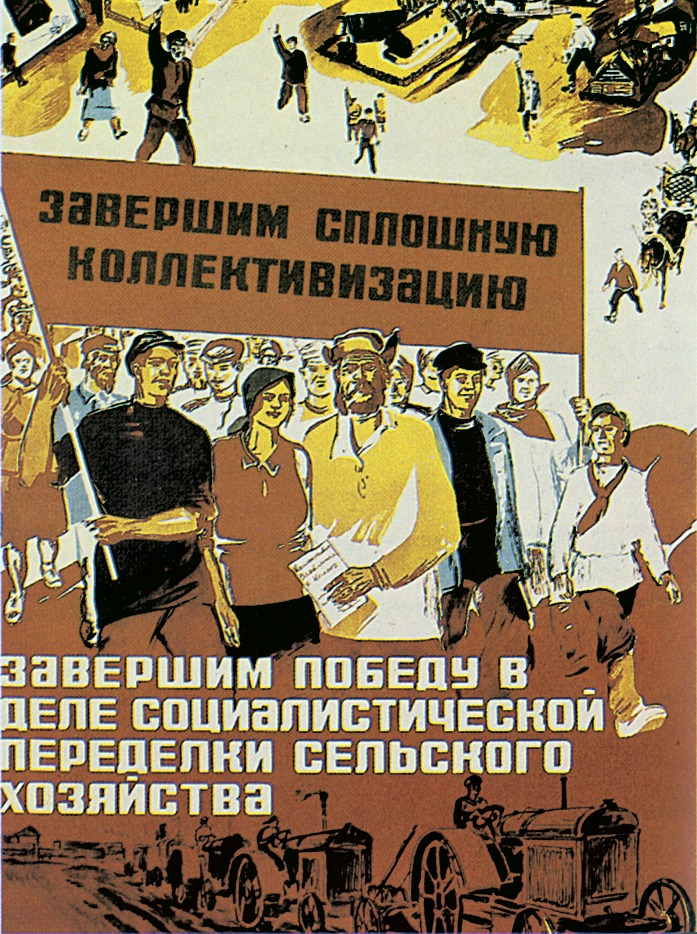 ЗАВЕРШИМ СПЛОШНУЮ
КОЛЛЕКТИВИЗАЦИЮ
ЗАВЕРШИМ ПОБЕДУ В
ДЕЛЕ СОЦИАЛИСТИЧЕСКОЙ
ПЕРЕДЕЛКИ СЕЛЬСКОГО
ХОЗЯЙСТВА